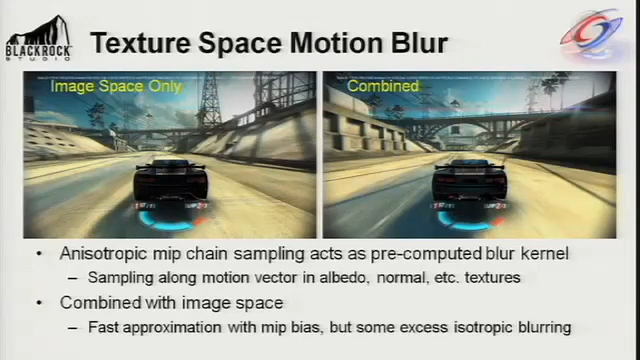 BLACKROCK
STUDIO
Texture Space Motion Blur
Image Space Only
Combined
• Anisotropic mip chain sampling acts as pre-computed blur kernel
– Sampling along motion vector in albedo, normal, etc. textures
• Combined with image space
– Fast approximation with mip bias, but some excess isotropic blurring